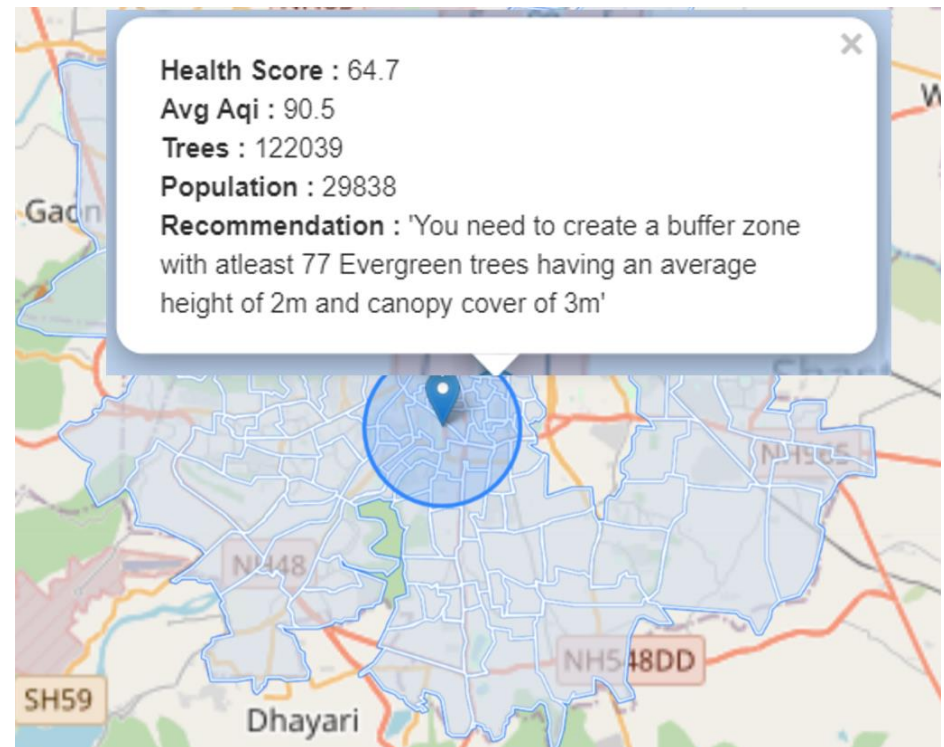 ×
Health Score : 64.7
Avg Aqi : 90.5
Trees : 122039
Population : 29838
Recommendation : 'You need to create a buffer zone
with atleast 77 Evergreen trees having an average
height of 2m and canopy cover of 3m'
Gaon
NH965
NH48
NH548DD
SH59
Dhayari